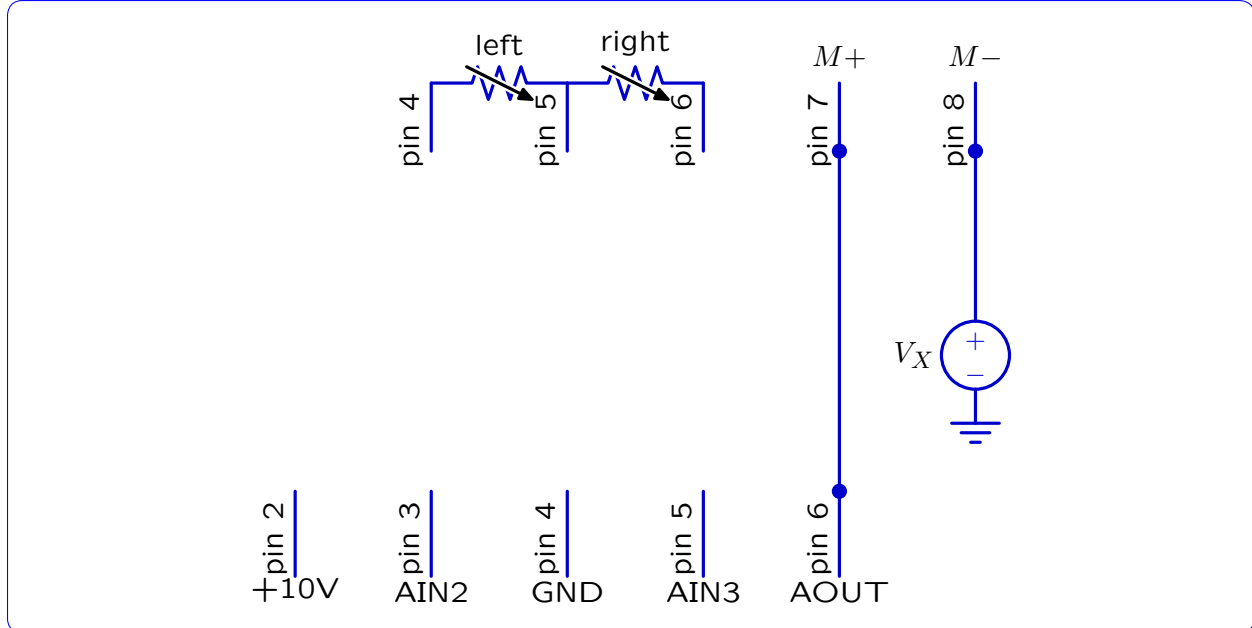 left right M+ M−
pin 4 pin 5 pin 6 pin 7 pin 8
V_X + −
pin 2 pin 3 pin 4 pin 5 pin 6
+10V AIN2 GND AIN3 AOUT